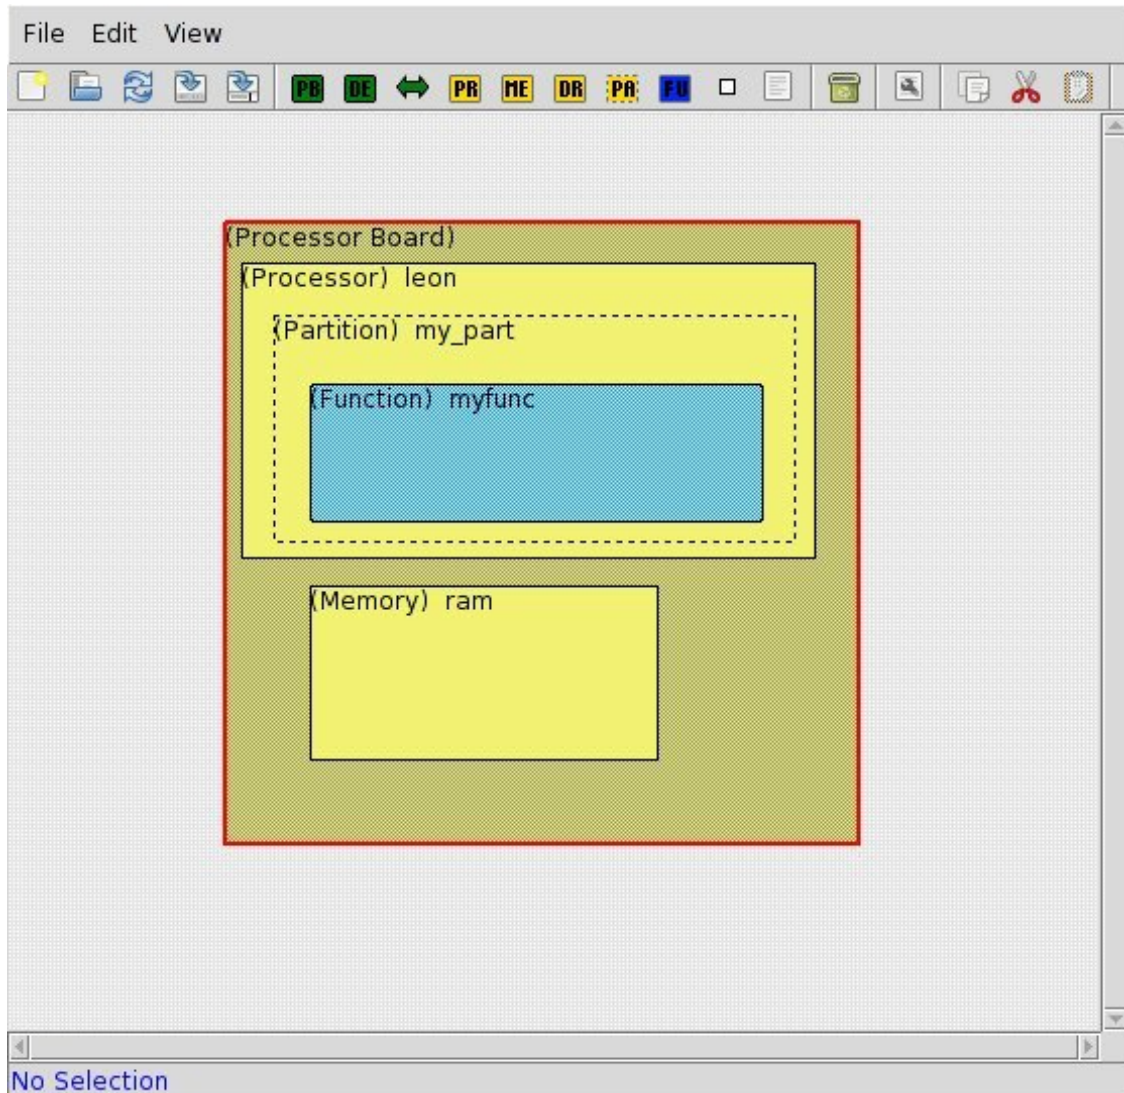 File Edit View
PB DE PR ME DR PA FU
(Processor Board)
(Processor) leon
(Partition) my_part
(Function) myfunc
(Memory) ram
No Selection